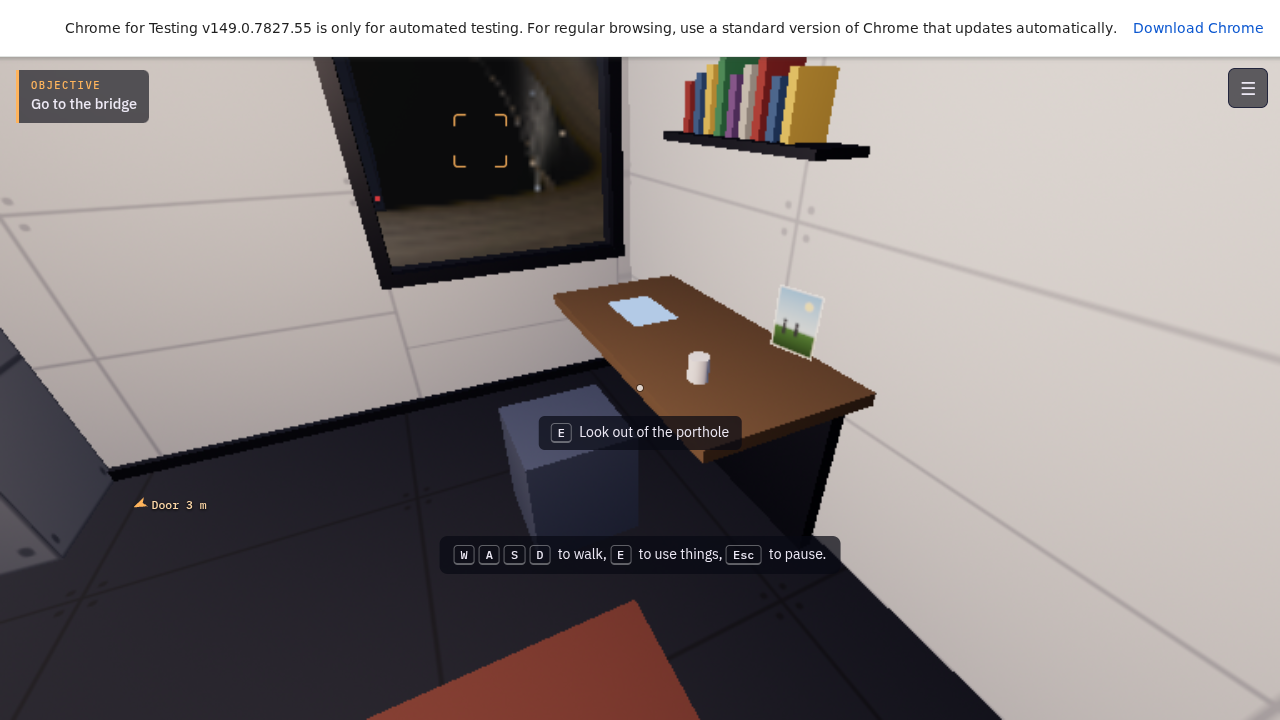 Chrome for Testing v149.0.7827.55 is only for automated testing. For regular browsing, use a standard version of Chrome that updates automatically. Download Chrome
OBJECTIVE
Go to the bridge
☰
E Look out of the porthole
Door 3 m
W A S D to walk, E to use things, Esc to pause.